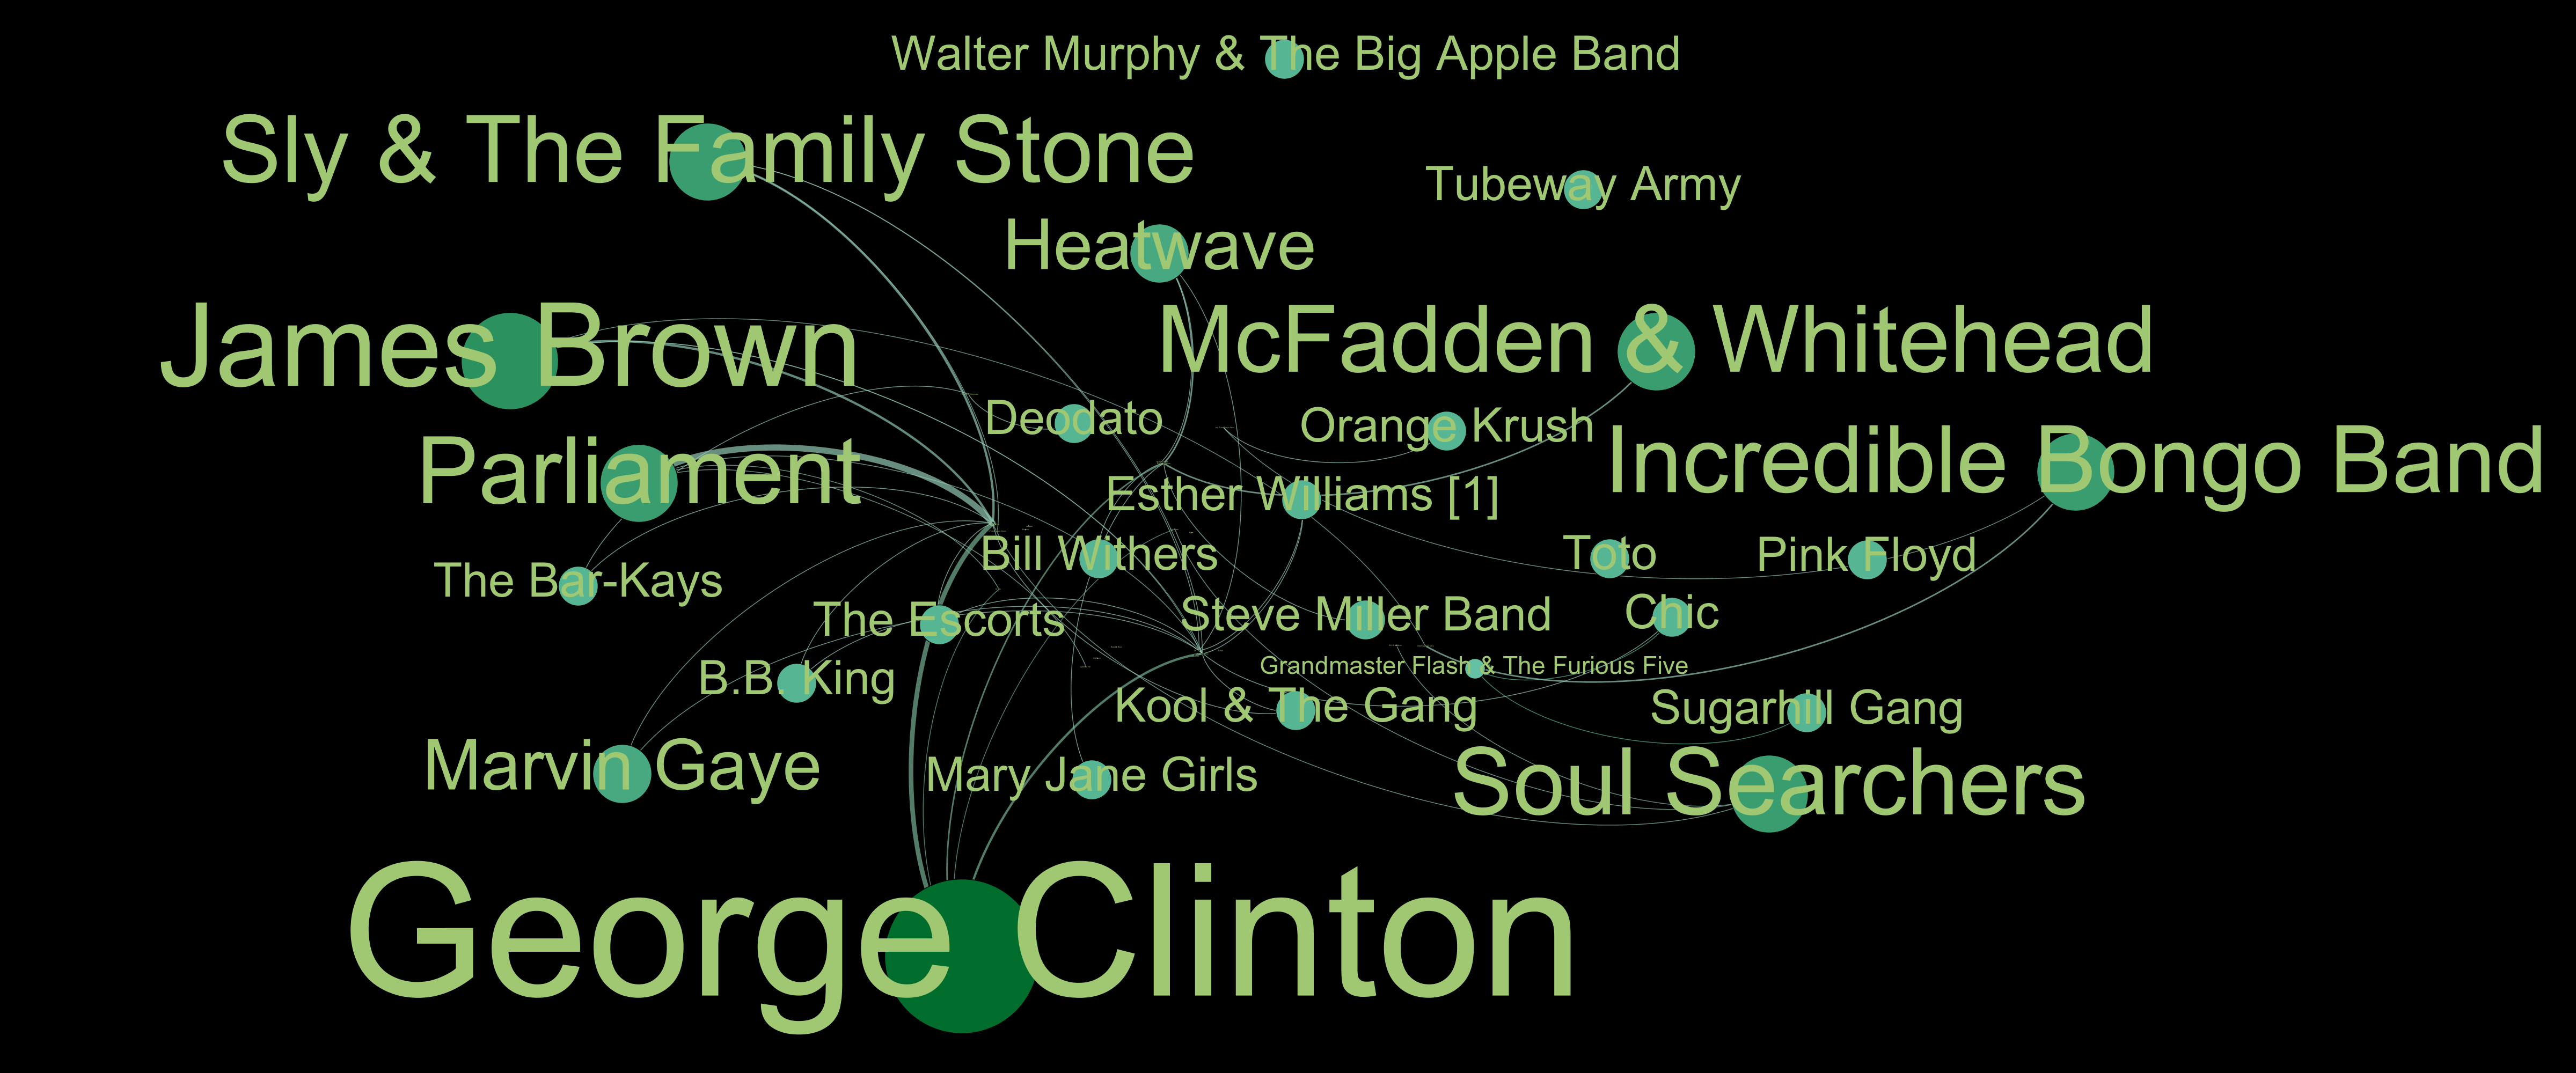 Walter Murphy & The Big Apple Band
Sly & The Family Stone
Tubeway Army
Heatwave
James Brown
McFadden & Whitehead
Deodato
Orange Krush
Parliament
Incredible Bongo Band
Esther Williams [1]
Bill Withers
Toto
Pink Floyd
The Bar-Kays
The Escorts
Steve Miller Band
Chic
Grandmaster Flash & The Furious Five
B.B. King
Kool & The Gang
Sugarhill Gang
Marvin Gaye
Mary Jane Girls
Soul Searchers
George Clinton